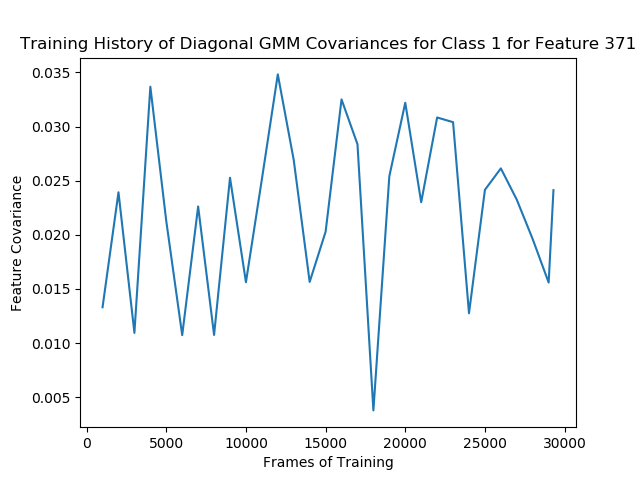 Training History of Diagonal GMM Covariances for Class 1 for Feature 371
0.035
0.030
0.025
0.020
0.015
0.010
0.005
Feature Covariance
0 5000 10000 15000 20000 25000 30000
Frames of Training